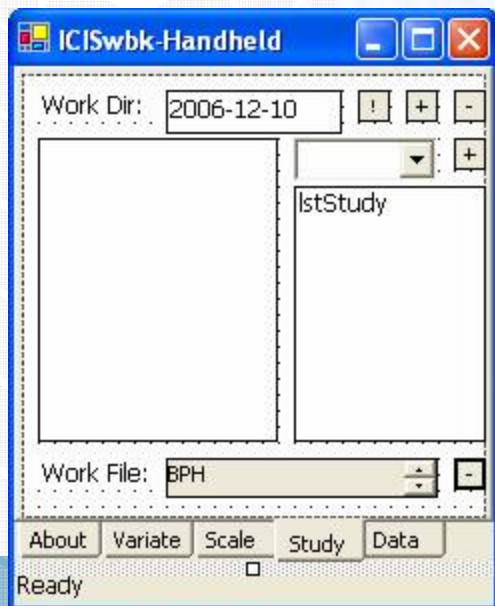 ICISwbk-Handheld
Work Dir: 2006-12-10 ! + -
+
lstStudy
Work File: BPH -
About Variate Scale Study Data
Ready